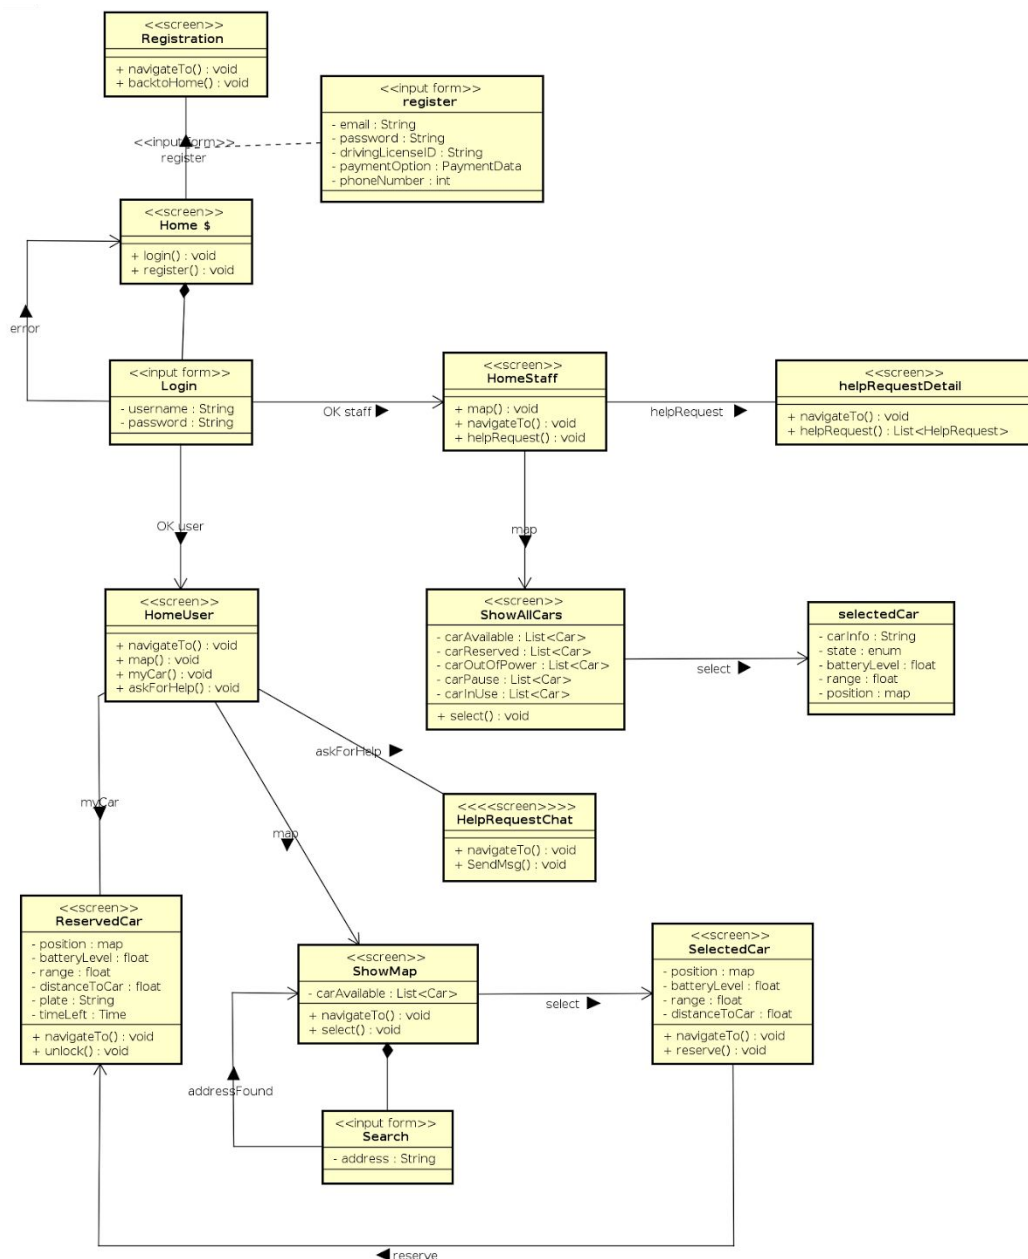 <<screen>>
Registration
+ navigateTo() : void
+ backtoHome() : void
<<input form>>
register
- email : String
- password : String
- drivingLicenseID : String
- paymentOption : PaymentData
- phoneNumber : int
<<input form>>
register
<<screen>>
Home $
+ login() : void
+ register() : void
error
<<input form>>
Login
- username : String
- password : String
OK staff
<<screen>>
HomeStaff
+ map() : void
+ navigateTo() : void
+ helpRequest() : void
helpRequest
<<screen>>
helpRequestDetail
+ navigateTo() : void
+ helpRequest() : List<HelpRequest>
OK user
map
<<screen>>
HomeUser
+ navigateTo() : void
+ map() : void
+ myCar() : void
+ askForHelp() : void
<<screen>>
ShowAllCars
- carAvailable : List<Car>
- carReserved : List<Car>
- carOutOfPower : List<Car>
- carPause : List<Car>
- carInUse : List<Car>
+ select() : void
select
selectedCar
- carInfo : String
- state : enum
- batteryLevel : float
- range : float
- position : map
askForHelp
myCar
map
<<<<screen>>>>
HelpRequestChat
+ navigateTo() : void
+ SendMsg() : void
<<screen>>
ReservedCar
- position : map
- batteryLevel : float
- range : float
- distanceToCar : float
- plate : String
- timeLeft : Time
+ navigateTo() : void
+ unlock() : void
<<screen>>
ShowMap
- carAvailable : List<Car>
+ navigateTo() : void
+ select() : void
select
<<screen>>
SelectedCar
- position : map
- batteryLevel : float
- range : float
- distanceToCar : float
+ navigateTo() : void
+ reserve() : void
addressFound
<<input form>>
Search
- address : String
reserve